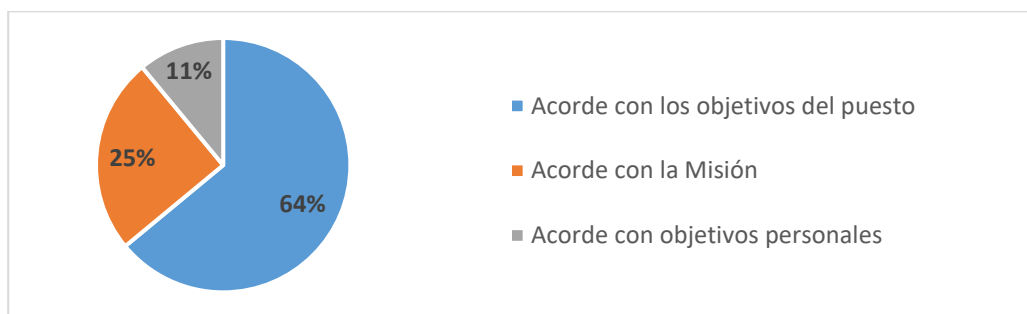 11%
25%
64%
Acorde con los objetivos del puesto
Acorde con la Misión
Acorde con objetivos personales